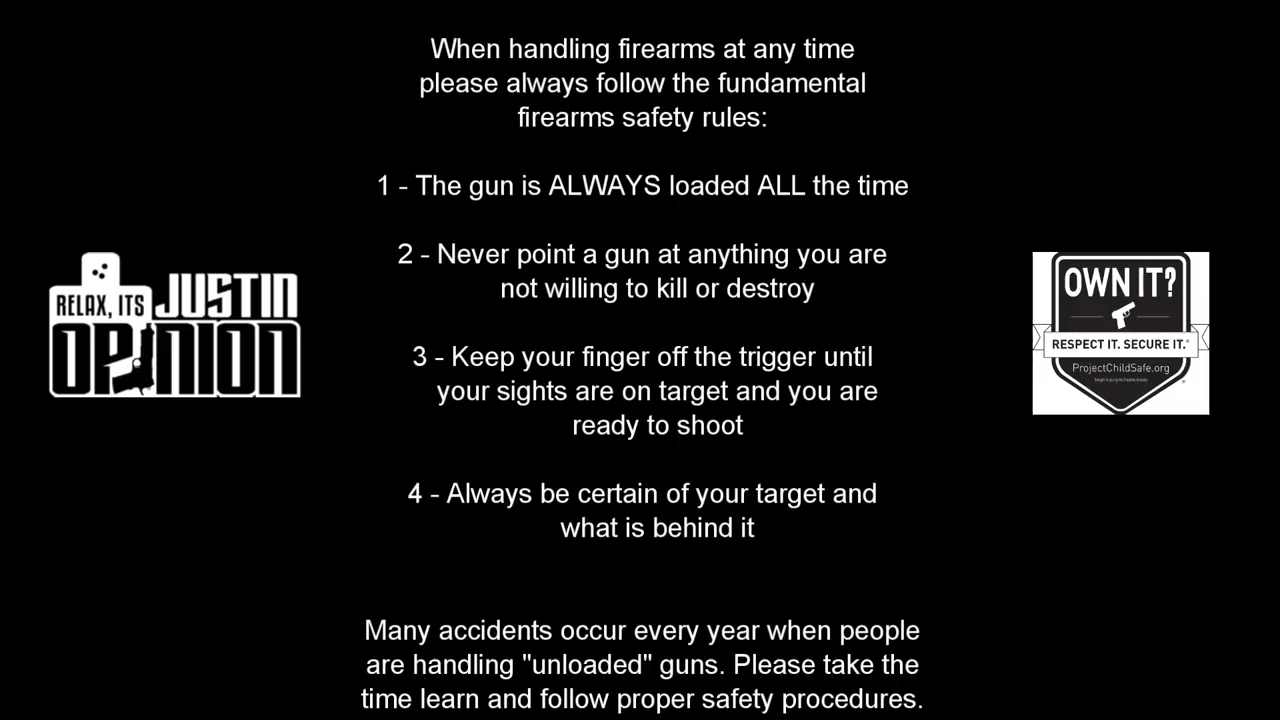 When handling firearms at any time
please always follow the fundamental
firearms safety rules:
1 - The gun is ALWAYS loaded ALL the time
2 - Never point a gun at anything you are
not willing to kill or destroy
3 - Keep your finger off the trigger until
your sights are on target and you are
ready to shoot
4 - Always be certain of your target and
what is behind it
Many accidents occur every year when people
are handling "unloaded" guns. Please take the
time learn and follow proper safety procedures.
RELAX, ITS JUSTIN
OPINION
OWN IT?
RESPECT IT. SECURE IT.®
ProjectChildSafe.org